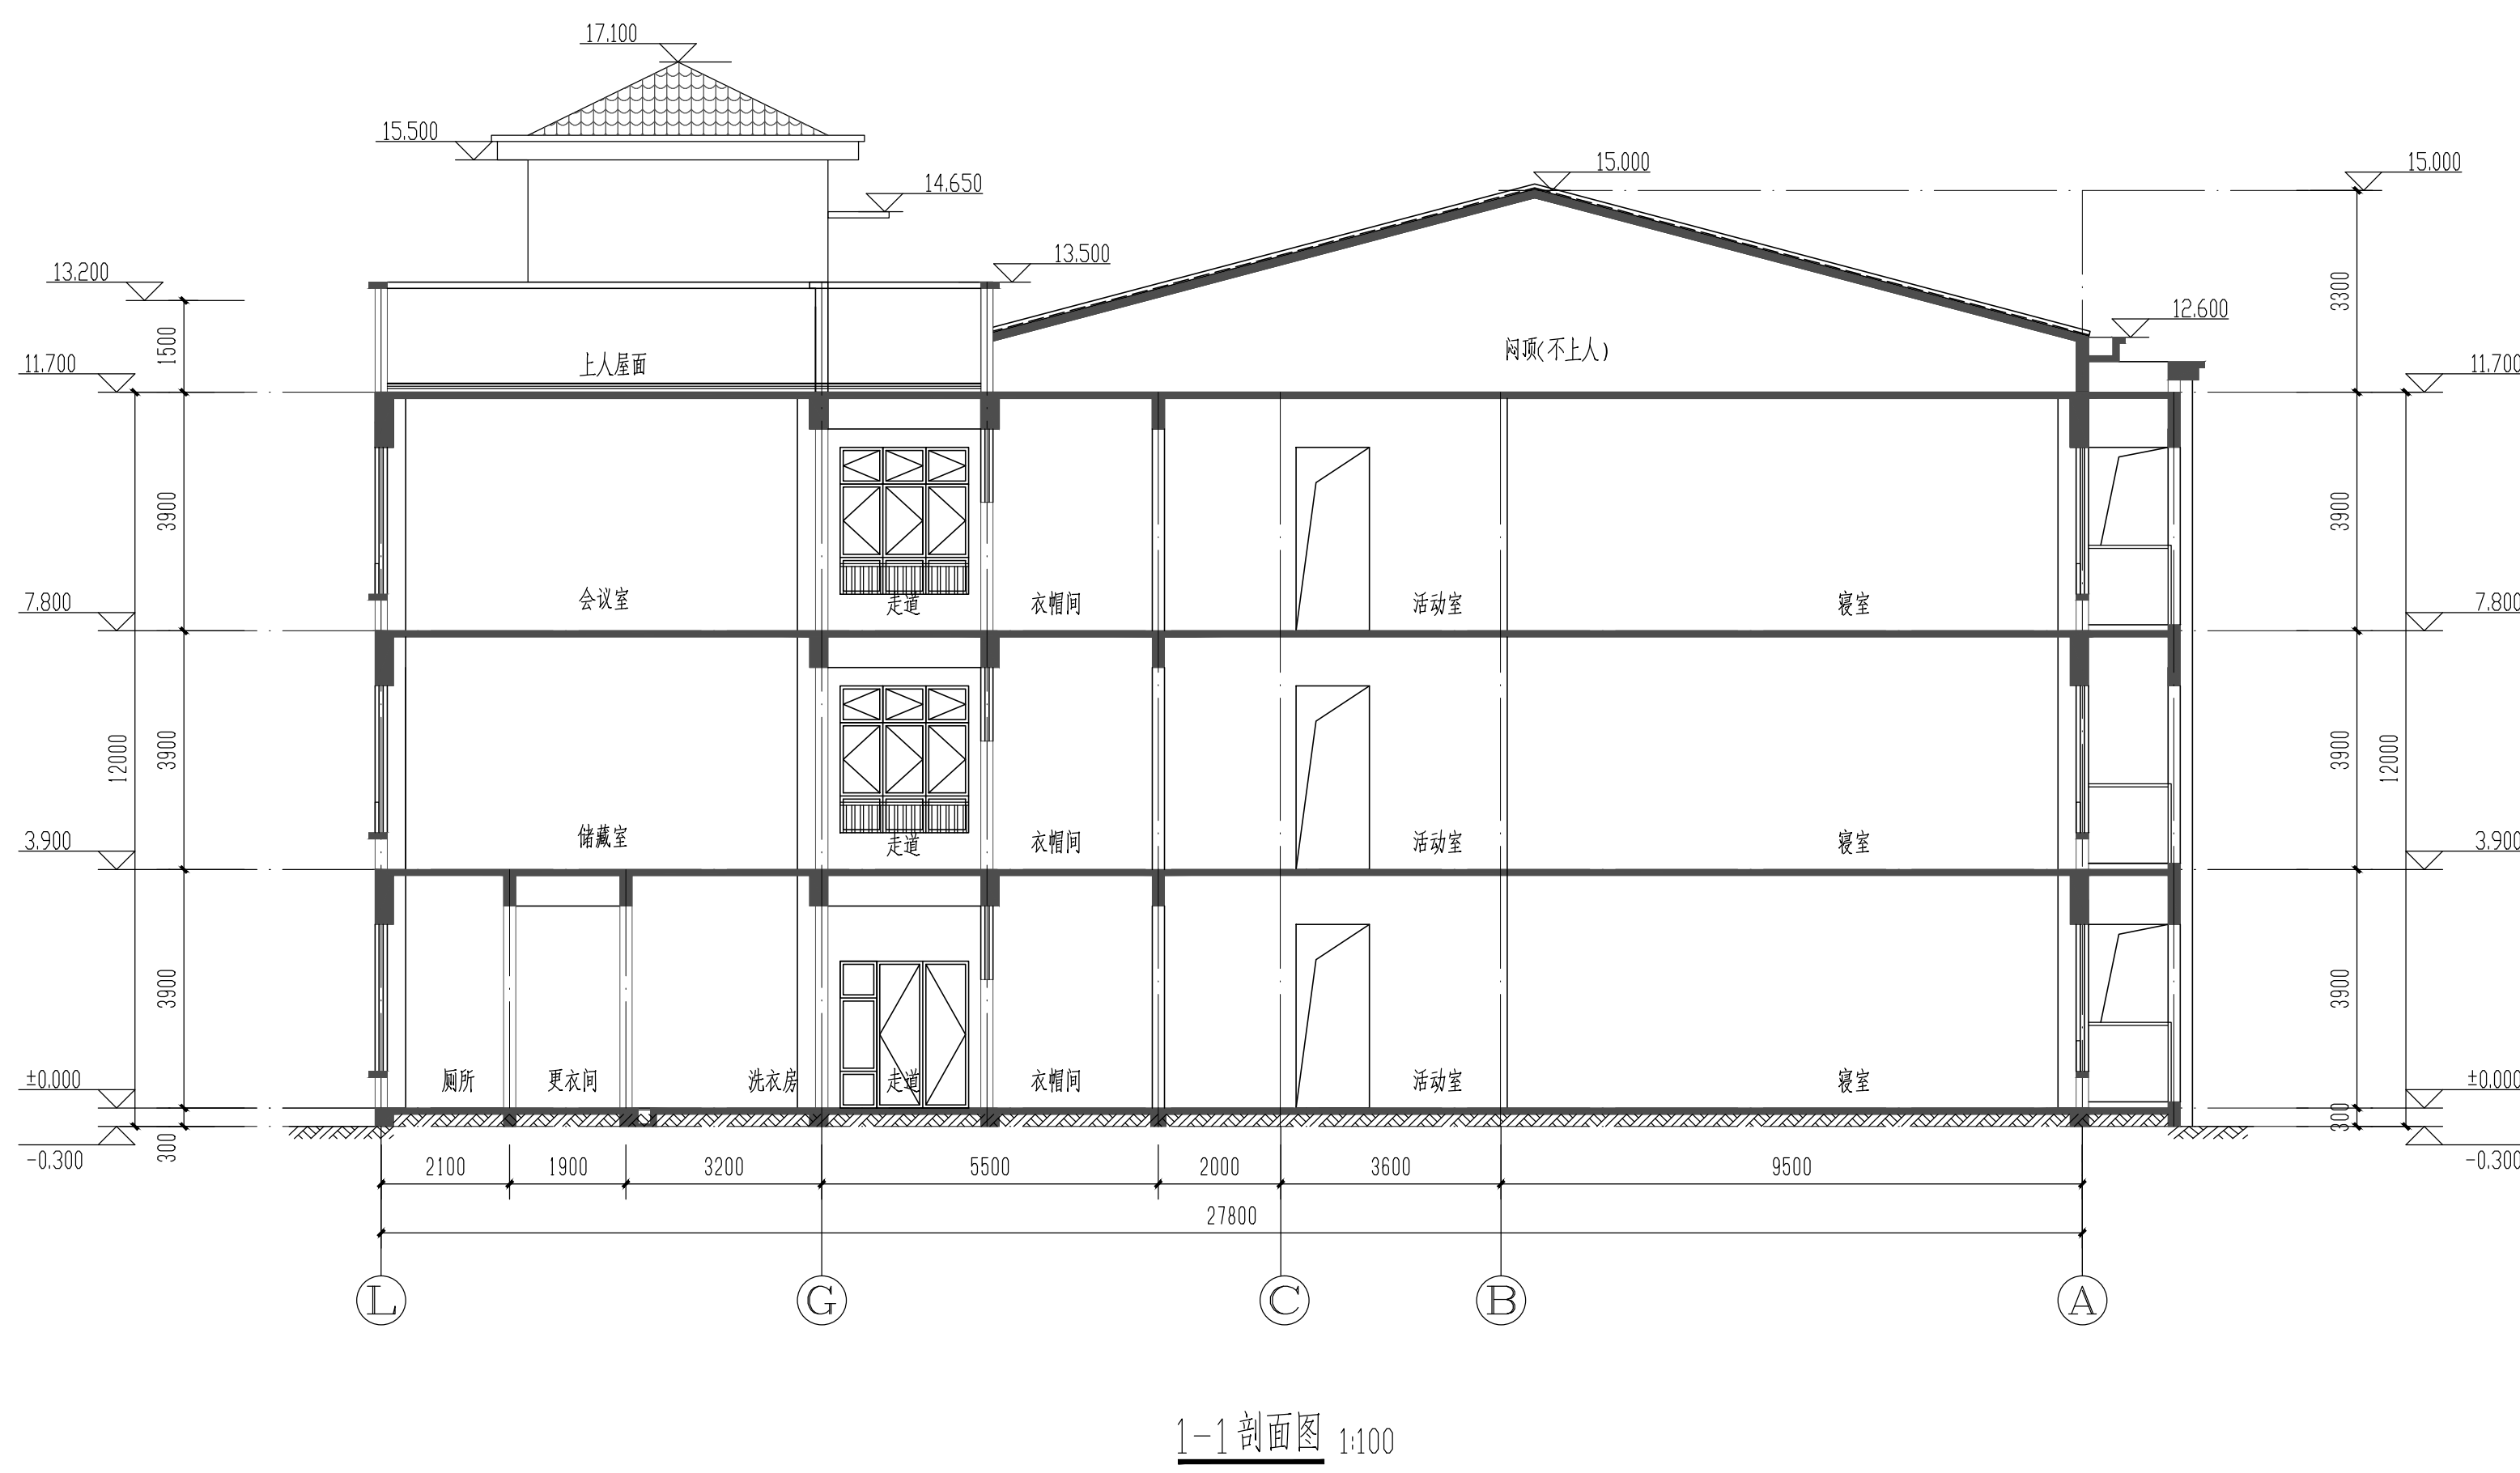 17.100
15.500
14.650
15.000
15.000
13.500
13.200
12.600
3300
1500
上人屋面
闷顶(不上人)
11.700
11.700
3900
3900
会议室
走道
衣帽间
活动室
寝室
7.800
7.800
12000
3900
3900
12000
储藏室
走道
衣帽间
活动室
寝室
3.900
3.900
3900
3900
厕所
更衣间
洗衣房
走道
衣帽间
活动室
寝室
±0.000
±0.000
300
300
-0.300
-0.300
2100
1900
3200
5500
2000
3600
9500
27800
L
G
C
B
A
1-1剖面图 1:100